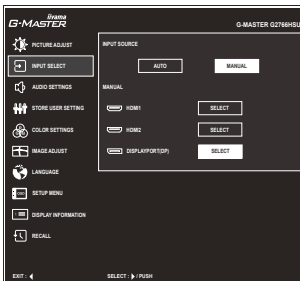 iiyama
G-MASTER
G-MASTER G2766HSU
PICTURE ADJUST
INPUT SOURCE
AUTO
MANUAL
INPUT SELECT
AUDIO SETTINGS
MANUAL
STORE USER SETTING
HDMI1
SELECT
COLOR SETTINGS
HDMI2
SELECT
IMAGE ADJUST
DISPLAYPORT(DP)
SELECT
LANGUAGE
OSD
SETUP MENU
DISPLAY INFORMATION
RECALL
EXIT :
SELECT : / PUSH